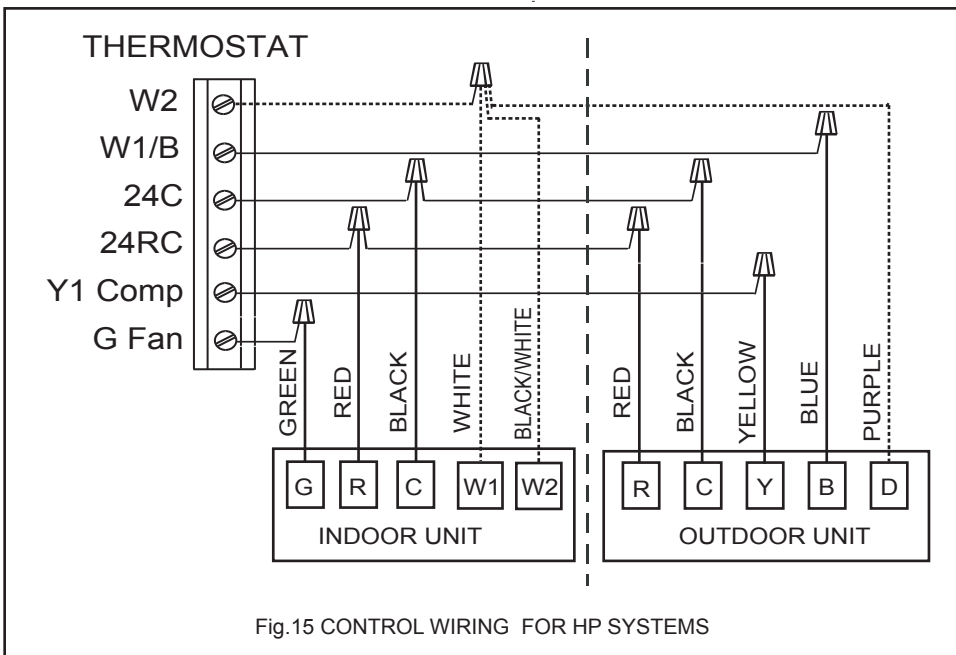 THERMOSTAT
W2
W1/B
24C
24RC
Y1 Comp
G Fan
GREEN
RED
BLACK
WHITE
BLACK/WHITE
RED
BLACK
YELLOW
BLUE
PURPLE
G R C W1 W2
R C Y B D
INDOOR UNIT
OUTDOOR UNIT
Fig.15 CONTROL WIRING FOR HP SYSTEMS